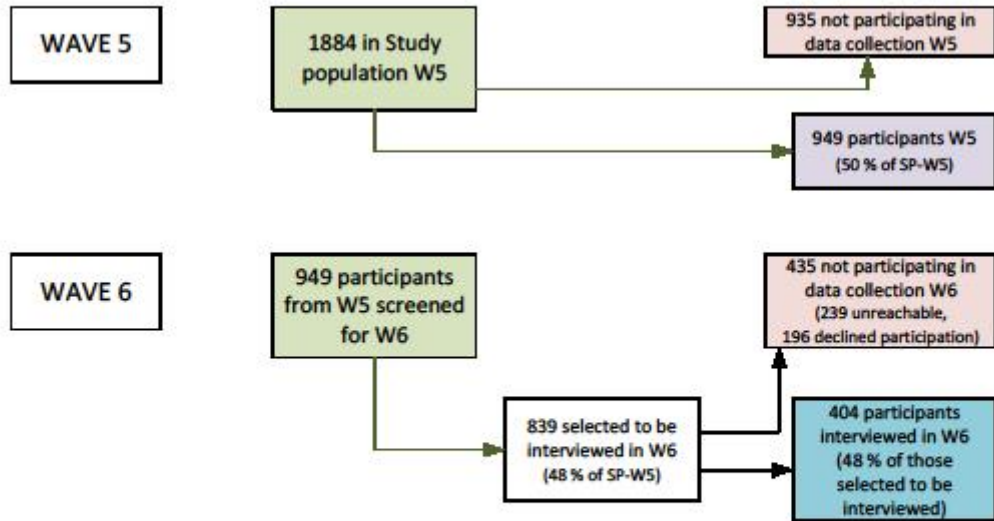 WAVE 5
1884 in Study
population W5
935 not participating in
data collection W5
949 participants W5
(50 % of SP-W5)
WAVE 6
949 participants
from W5 screened
for W6
435 not participating in
data collection W6
(239 unreachable,
196 declined participation)
839 selected to be
interviewed in W6
(48 % of SP-W5)
404 participants
interviewed in W6
(48 % of those
selected to be
interviewed)